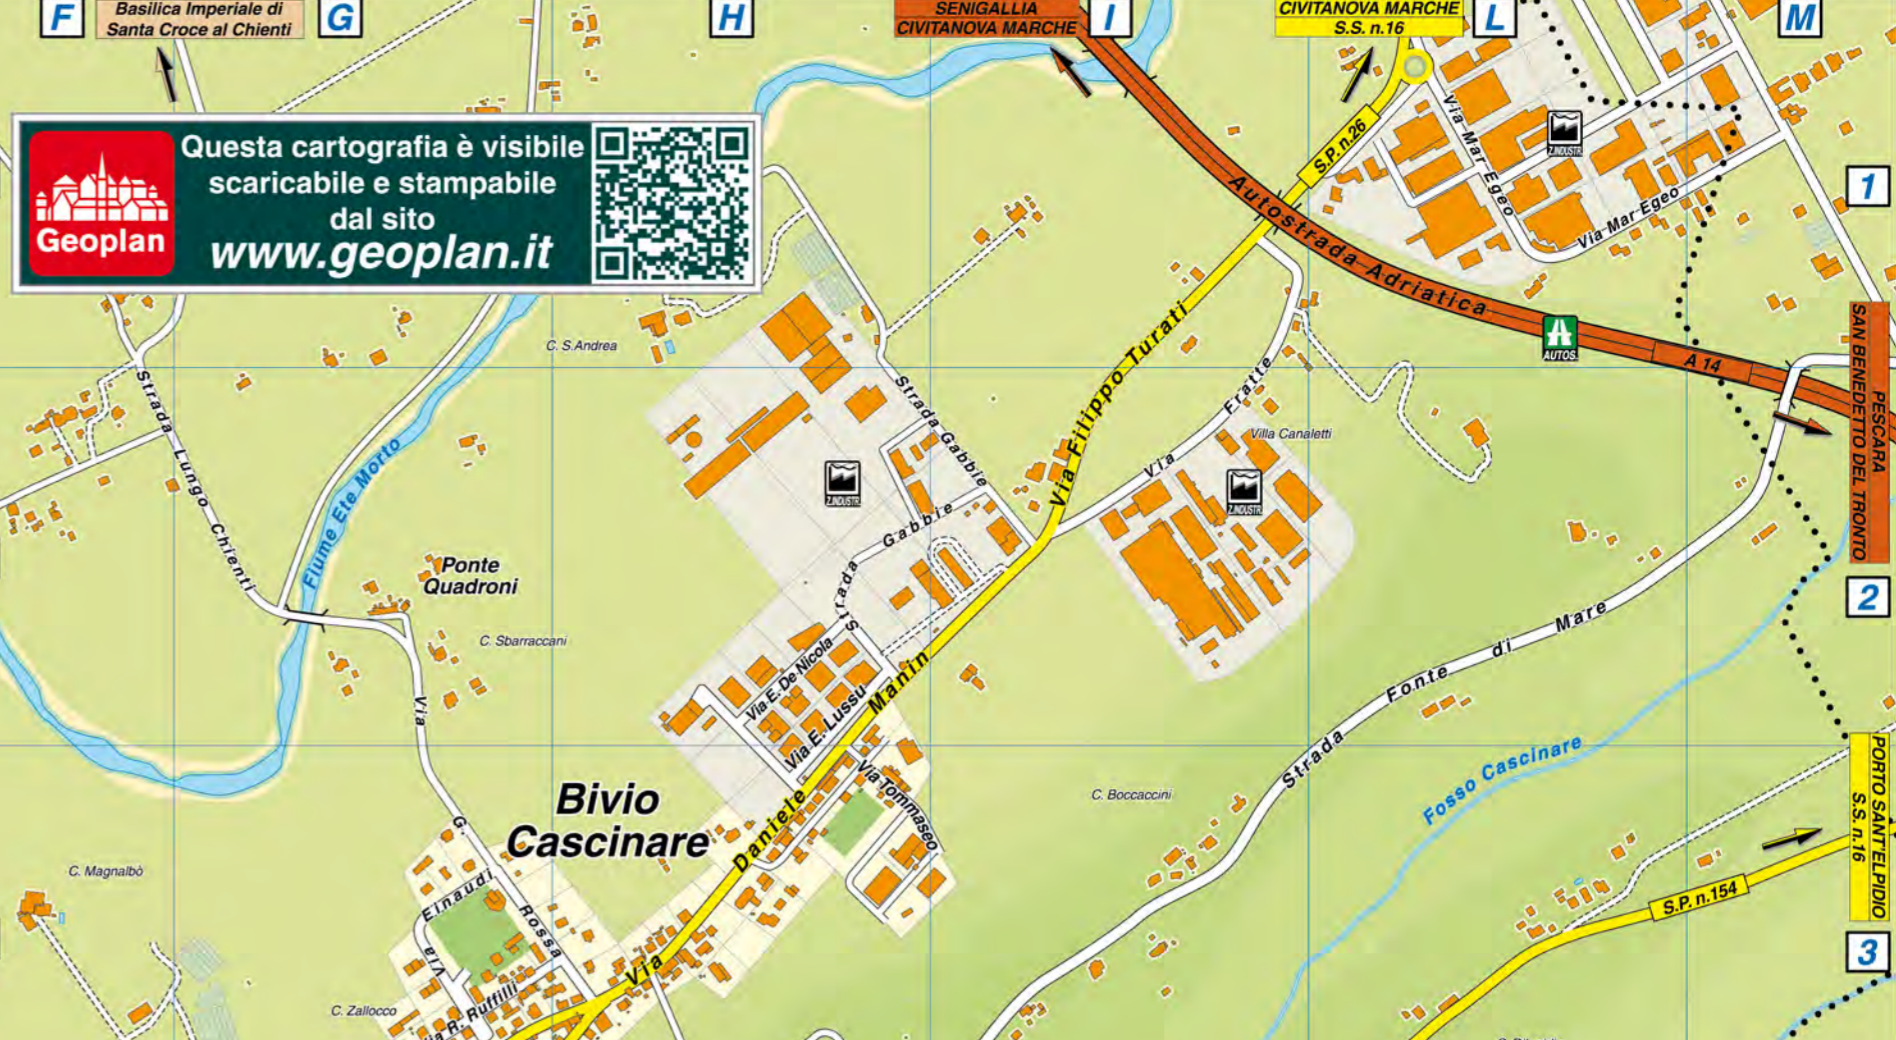 F
Basilica Imperiale di
Santa Croce al Chienti
G
H
SENIGALLIA
CIVITANOVA MARCHE
I
CIVITANOVA MARCHE
S.S. n.16
L
M
Questa cartografia è visibile
scaricabile e stampabile
dal sito
www.geoplan.it
Geoplan
S.P. n.26
Via Mar Egeo
Z.INDUSTR.
Via Mar Egeo
1
Autostrada Adriatica
AUTOS.
A 14
PESCARA
SAN BENEDETTO DEL TRONTO
C. S.Andrea
Via Filippo Turati
Via Fratte
Villa Canaletti
Strada Gabbie
Strada Lungo Chienti
Fiume Ete Morto
Z.INDUSTR.
Z.INDUSTR.
Strada Gabbie
Ponte
Quadroni
C. Sbarraccani
2
Strada Fonte di Mare
Via E. De Nicola
Via E. Lussu
Via Daniele Manin
Via Tommaseo
Via G. Rossa
Bivio
Cascinare
C. Boccaccini
Fosso Cascinare
PORTO SANT'ELPIDIO
S.S. n.16
C. Magnalbò
Via Einaudi
S.P. n.154
3
C. Zallocco
Via R. Ruffilli